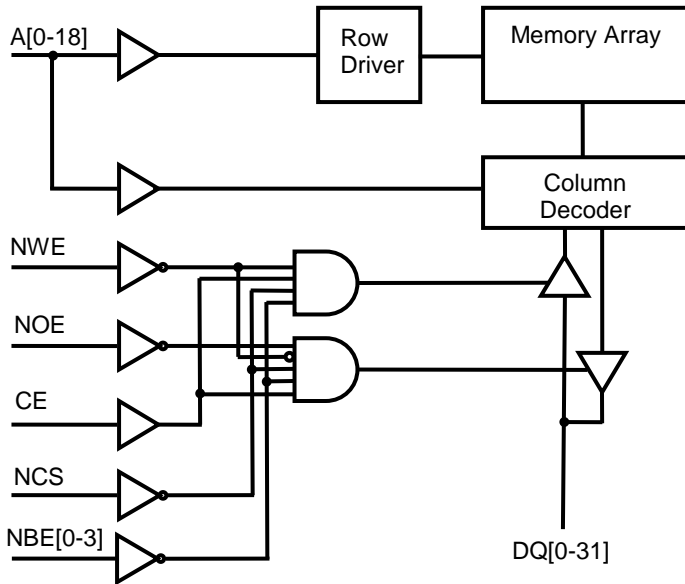 A[0-18]
Row
Driver
Memory Array
Column
Decoder
NWE
NOE
CE
NCS
NBE[0-3]
DQ[0-31]